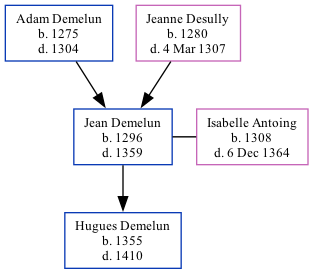 Adam Demelun
b. 1275
d. 1304
Jeanne Desully
b. 1280
d. 4 Mar 1307
Jean Demelun
b. 1296
d. 1359
Isabelle Antoing
b. 1308
d. 6 Dec 1364
Hugues Demelun
b. 1355
d. 1410